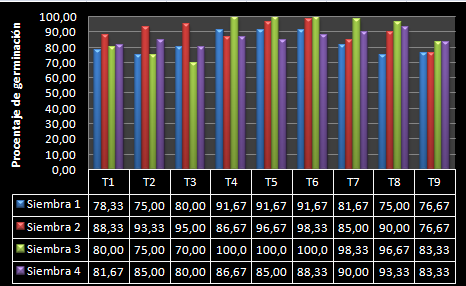 Porcentaje de germinación
100,00
90,00
80,00
70,00
60,00
50,00
40,00
30,00
20,00
10,00
0,00
T1 T2 T3 T4 T5 T6 T7 T8 T9
Siembra 1 78,33 75,00 80,00 91,67 91,67 91,67 81,67 75,00 76,67
Siembra 2 88,33 93,33 95,00 86,67 96,67 98,33 85,00 90,00 76,67
Siembra 3 80,00 75,00 70,00 100,0 100,0 100,0 98,33 96,67 83,33
Siembra 4 81,67 85,00 80,00 86,67 85,00 88,33 90,00 93,33 83,33